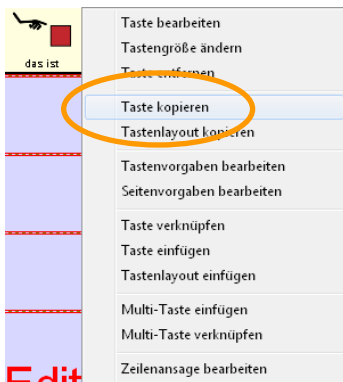 das ist
Taste bearbeiten
Tastengröße ändern
Taste entfernen
Taste kopieren
Tastenlayout kopieren
Tastenvorgaben bearbeiten
Seitenvorgaben bearbeiten
Taste verknüpfen
Taste einfügen
Tastenlayout einfügen
Multi-Taste einfügen
Multi-Taste verknüpfen
Zeilenansage bearbeiten
Edit